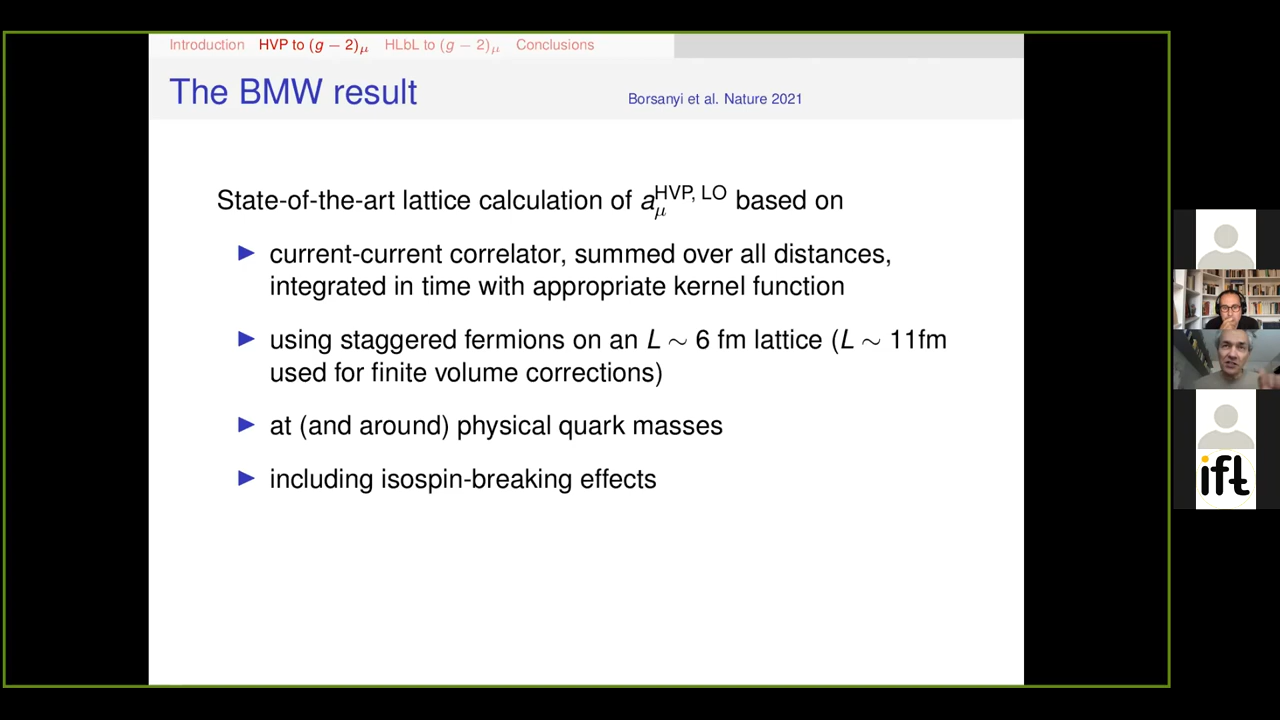 Introduction HVP to (g − 2)μ HLbL to (g − 2)μ Conclusions
The BMW result
Borsanyi et al. Nature 2021
State-of-the-art lattice calculation of aμ^HVP, LO based on
▶ current-current correlator, summed over all distances,
integrated in time with appropriate kernel function
▶ using staggered fermions on an L ∼ 6 fm lattice (L ∼ 11fm
used for finite volume corrections)
▶ at (and around) physical quark masses
▶ including isospin-breaking effects
ift